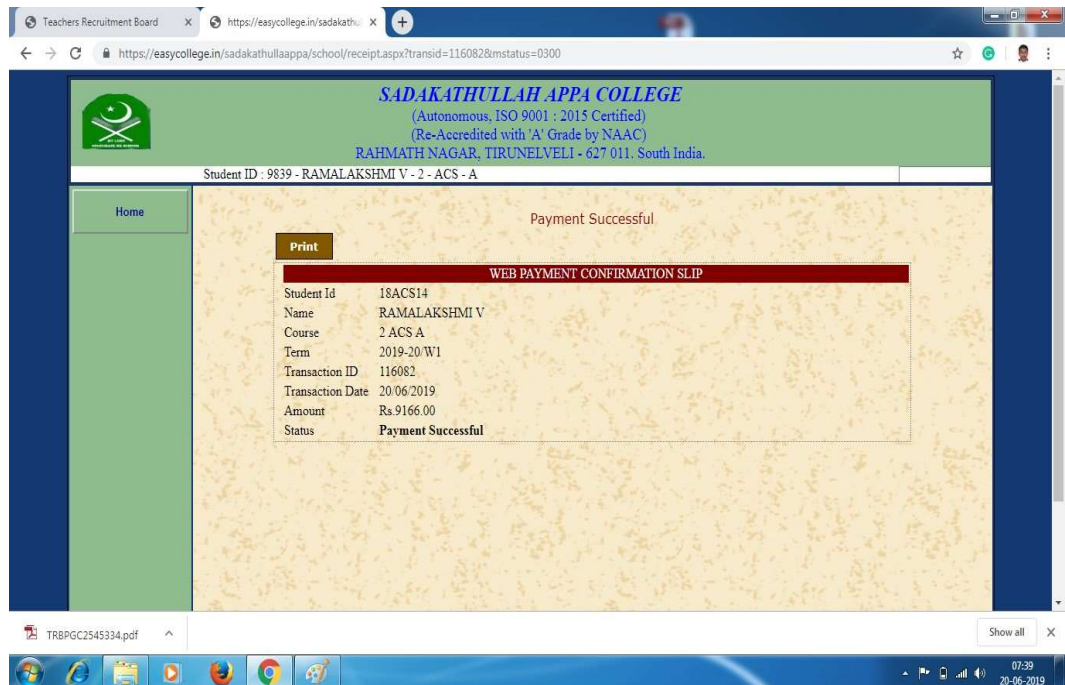 Teachers Recruitment Board
https://easycollege.in/sadakathu
https://easycollege.in/sadakathullaappa/school/receipt.aspx?transid=116082&mstatus=0300
SADAKATHULLAH APPA COLLEGE
(Autonomous, ISO 9001 : 2015 Certified)
(Re-Accredited with 'A' Grade by NAAC)
RAHMATH NAGAR, TIRUNELVELI - 627 011. South India.
Student ID : 9839 - RAMALAKSHMI V - 2 - ACS - A
Home
Payment Successful
Print
WEB PAYMENT CONFIRMATION SLIP
Student Id 18ACS14
Name RAMALAKSHMI V
Course 2 ACS A
Term 2019-20/W1
Transaction ID 116082
Transaction Date 20/06/2019
Amount Rs.9166.00
Status Payment Successful
TRBPGC2545334.pdf
Show all
07:39
20-06-2019